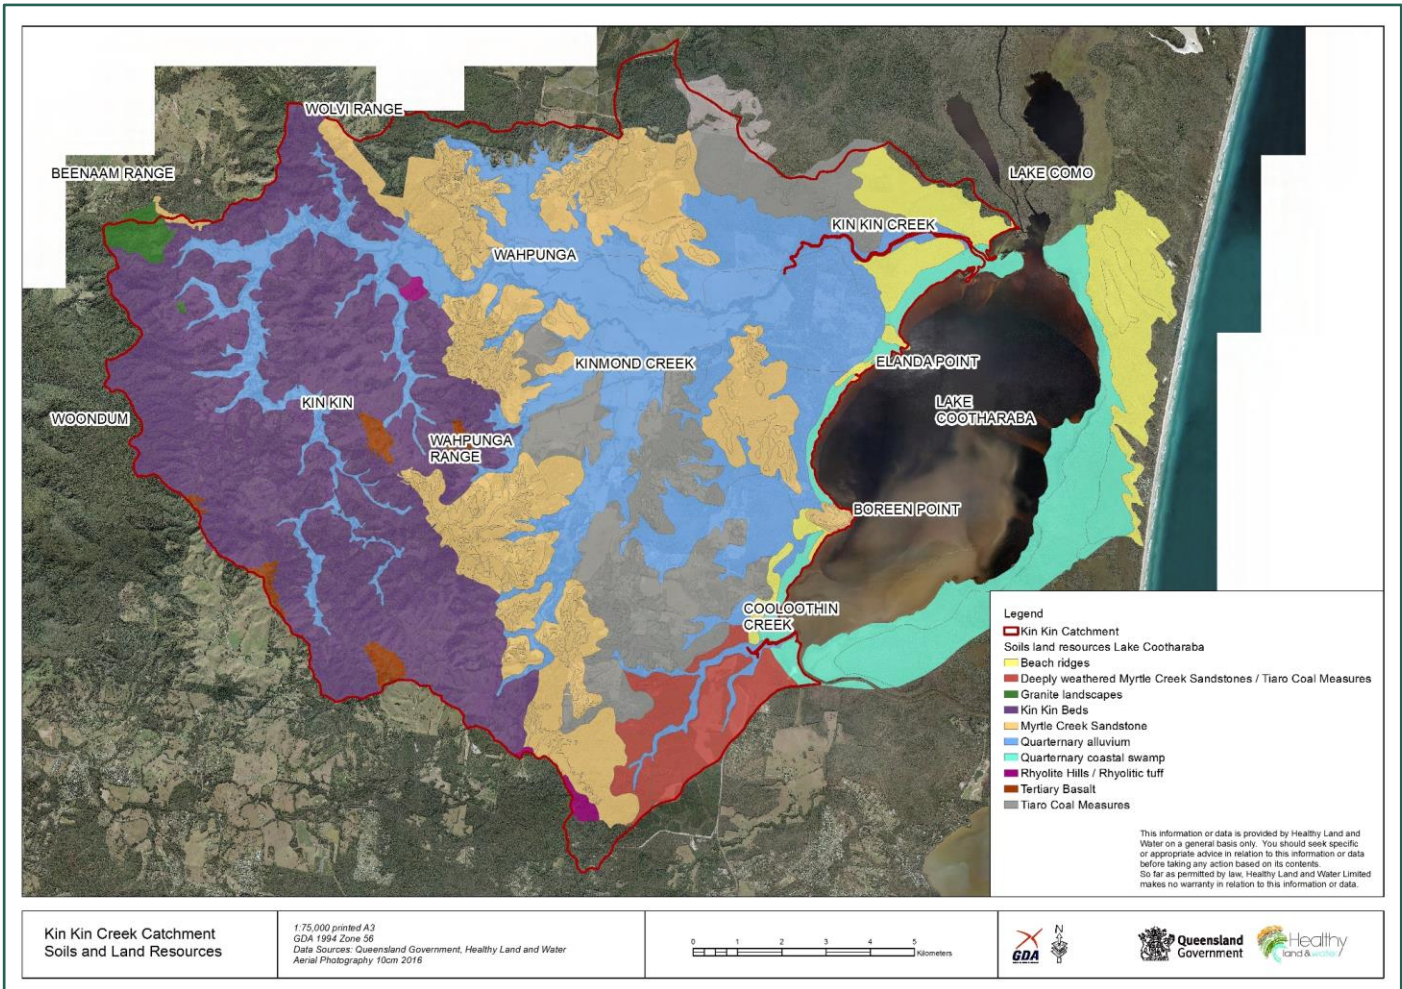 WOLVI RANGE
BEENAAM RANGE
LAKE COMO
KIN KIN CREEK
WAHPUNGA
KINMOND CREEK
ELANDA POINT
LAKE
COOTHARABA
KIN KIN
WOONDUM
WAHPUNGA
RANGE
BOREEN POINT
COOLOOTHIN
CREEK
Legend
Kin Kin Catchment
Soils land resources Lake Cootharaba
Beach ridges
Deeply weathered Myrtle Creek Sandstones / Tiaro Coal Measures
Granite landscapes
Kin Kin Beds
Myrtle Creek Sandstone
Quarternary alluvium
Quarternary coastal swamp
Rhyolite Hills / Rhyolitic tuff
Tertiary Basalt
Tiaro Coal Measures
This information or data is provided by Healthy Land and
Water on a general basis only. You should seek specific
or appropriate advice in relation to this information or data
before taking any action based on its contents.
So far as permitted by law, Healthy Land and Water Limited
makes no warranty in relation to this information or data.
Kin Kin Creek Catchment
Soils and Land Resources
1:75,000 printed A3
GDA 1994 Zone 56
Data Sources: Queensland Government, Healthy Land and Water
Aerial Photography 10cm 2016
0 1 2 3 4 5
Kilometers
GDA
N
Queensland
Government
Healthy
land & water